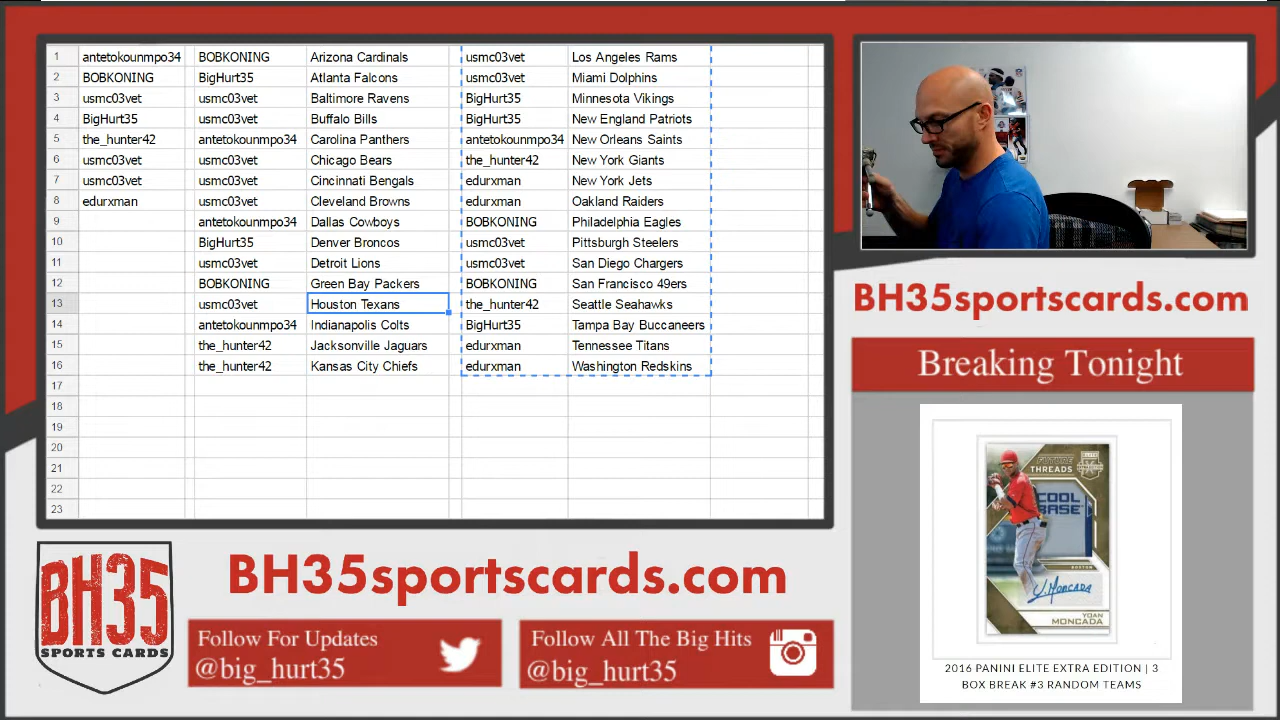 1 antetokounmpo34 BOBKONING Arizona Cardinals usmc03vet Los Angeles Rams
2 BOBKONING BigHurt35 Atlanta Falcons usmc03vet Miami Dolphins
3 usmc03vet usmc03vet Baltimore Ravens BigHurt35 Minnesota Vikings
4 BigHurt35 usmc03vet Buffalo Bills BigHurt35 New England Patriots
5 the_hunter42 antetokounmpo34 Carolina Panthers antetokounmpo34 New Orleans Saints
6 usmc03vet usmc03vet Chicago Bears the_hunter42 New York Giants
7 usmc03vet usmc03vet Cincinnati Bengals edurxman New York Jets
8 edurxman usmc03vet Cleveland Browns edurxman Oakland Raiders
9 antetokounmpo34 Dallas Cowboys BOBKONING Philadelphia Eagles
10 BigHurt35 Denver Broncos usmc03vet Pittsburgh Steelers
11 usmc03vet Detroit Lions usmc03vet San Diego Chargers
12 BOBKONING Green Bay Packers BOBKONING San Francisco 49ers
13 usmc03vet Houston Texans the_hunter42 Seattle Seahawks
14 antetokounmpo34 Indianapolis Colts BigHurt35 Tampa Bay Buccaneers
15 the_hunter42 Jacksonville Jaguars edurxman Tennessee Titans
16 the_hunter42 Kansas City Chiefs edurxman Washington Redskins
17
18
19
20
21
22
23
BH35sportscards.com
Breaking Tonight
FUTURE
THREADS
COOL
BASE
BOSTON
Y. Moncada
YOAN
MONCADA
2016 PANINI ELITE EXTRA EDITION | 3
BOX BREAK #3 RANDOM TEAMS
BH35
SPORTS CARDS
BH35sportscards.com
Follow For Updates
@big_hurt35
Follow All The Big Hits
@big_hurt35